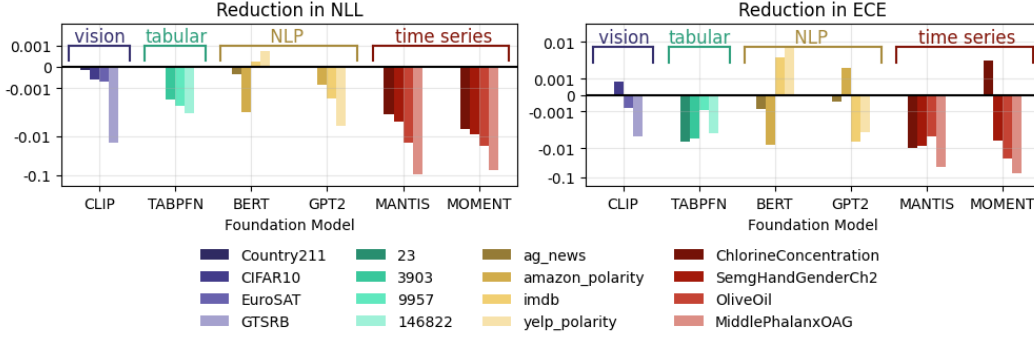 Reduction in NLL
vision tabular NLP time series
0.001
0
-0.001
-0.01
-0.1
CLIP TABPFN BERT GPT2 MANTIS MOMENT
Foundation Model
Reduction in ECE
vision tabular NLP time series
0.01
0.001
0
-0.001
-0.01
-0.1
CLIP TABPFN BERT GPT2 MANTIS MOMENT
Foundation Model
Country211 23 ag_news ChlorineConcentration
CIFAR10 3903 amazon_polarity SemgHandGenderCh2
EuroSAT 9957 imdb OliveOil
GTSRB 146822 yelp_polarity MiddlePhalanxOAG